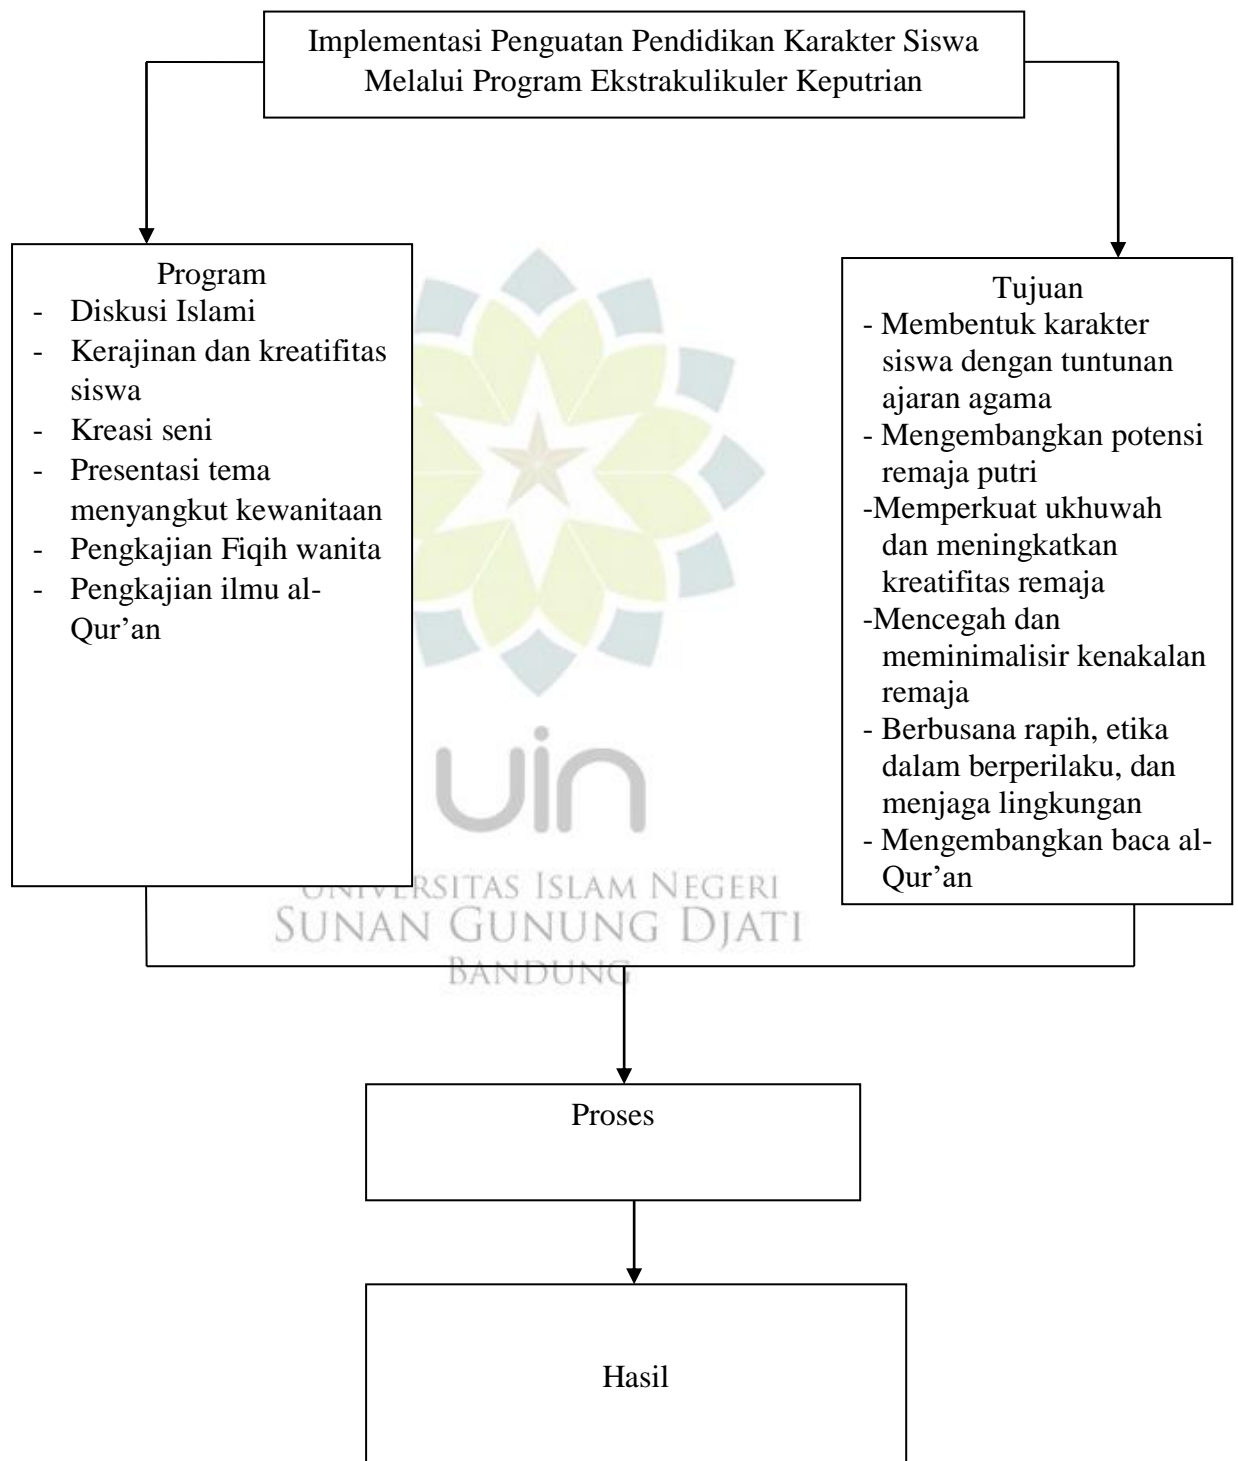 Implementasi Penguatan Pendidikan Karakter Siswa
Melalui Program Ekstrakulikuler Keputrian
Program
- Diskusi Islami
- Kerajinan dan kreatifitas
siswa
- Kreasi seni
- Presentasi tema
menyangkut kewanitaan
- Pengkajian Fiqih wanita
- Pengkajian ilmu al-
Qur’an
Tujuan
- Membentuk karakter
siswa dengan tuntunan
ajaran agama
- Mengembangkan potensi
remaja putri
-Memperkuat ukhuwah
dan meningkatkan
kreatifitas remaja
-Mencegah dan
meminimalisir kenakalan
remaja
- Berbusana rapih, etika
dalam berperilaku, dan
menjaga lingkungan
- Mengembangkan baca al-
Qur’an
uin
UNIVERSITAS ISLAM NEGERI
SUNAN GUNUNG DJATI
BANDUNG
Proses
Hasil